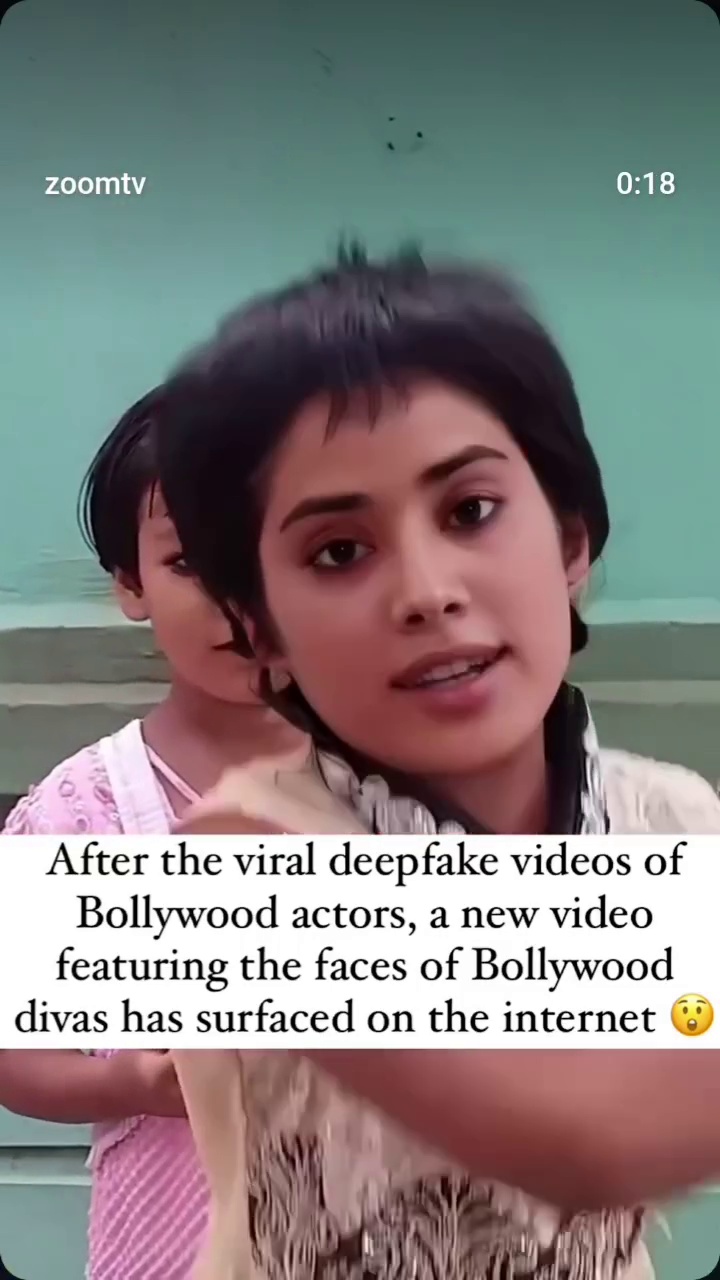 zoomtv 0:18
After the viral deepfake videos of
Bollywood actors, a new video
featuring the faces of Bollywood
divas has surfaced on the internet 😲